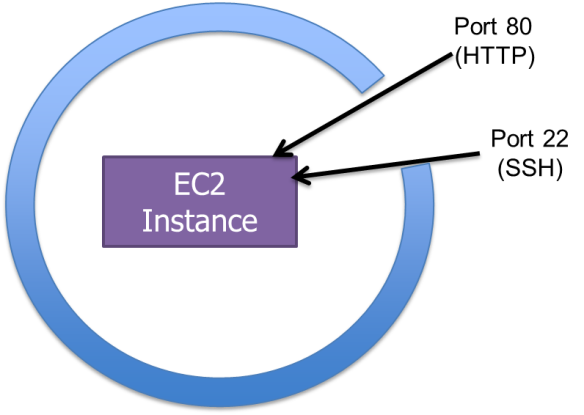 Port 80
(HTTP)
Port 22
(SSH)
EC2
Instance